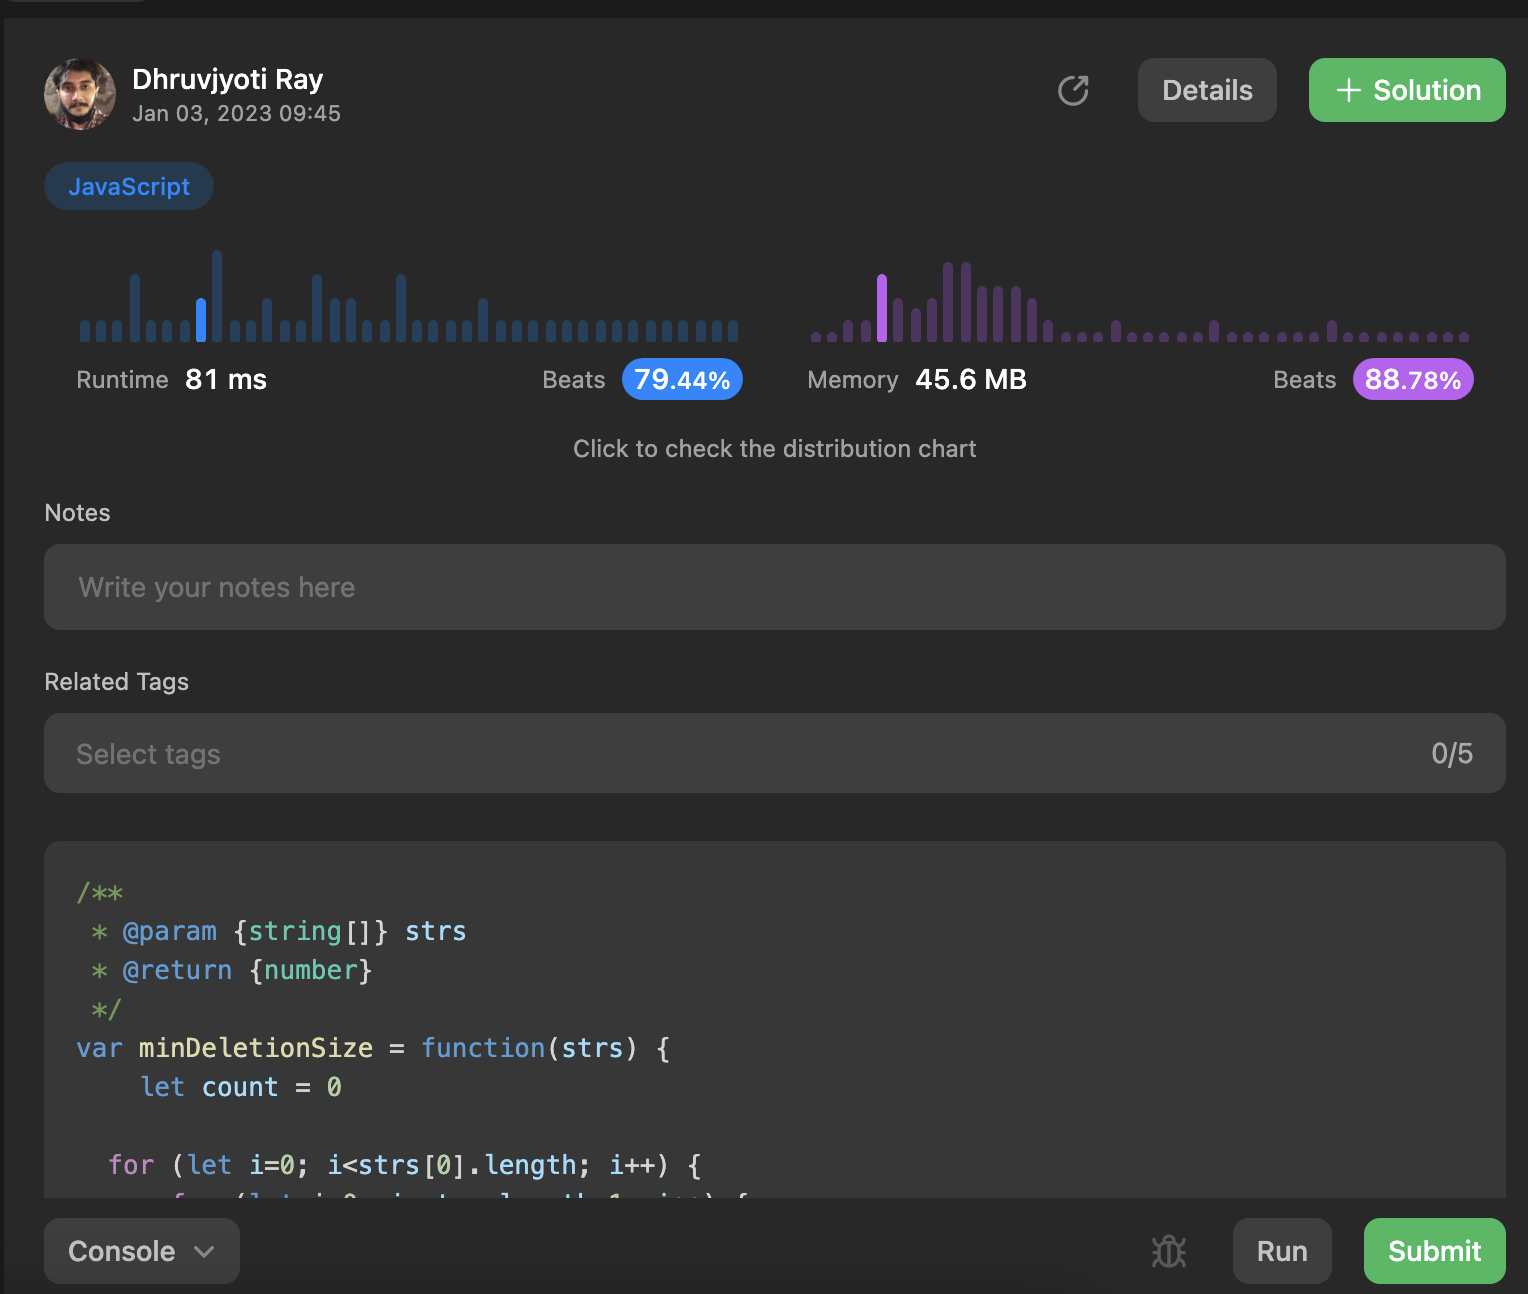 Dhruvjyoti Ray
Jan 03, 2023 09:45
Details
+ Solution
JavaScript
Runtime 81 ms Beats 79.44%
Memory 45.6 MB Beats 88.78%
Click to check the distribution chart
Notes
Write your notes here
Related Tags
Select tags 0/5
/**
 * @param {string[]} strs
 * @return {number}
 */
var minDeletionSize = function(strs) {
    let count = 0
  for (let i=0; i<strs[0].length; i++) {
Console
Run
Submit